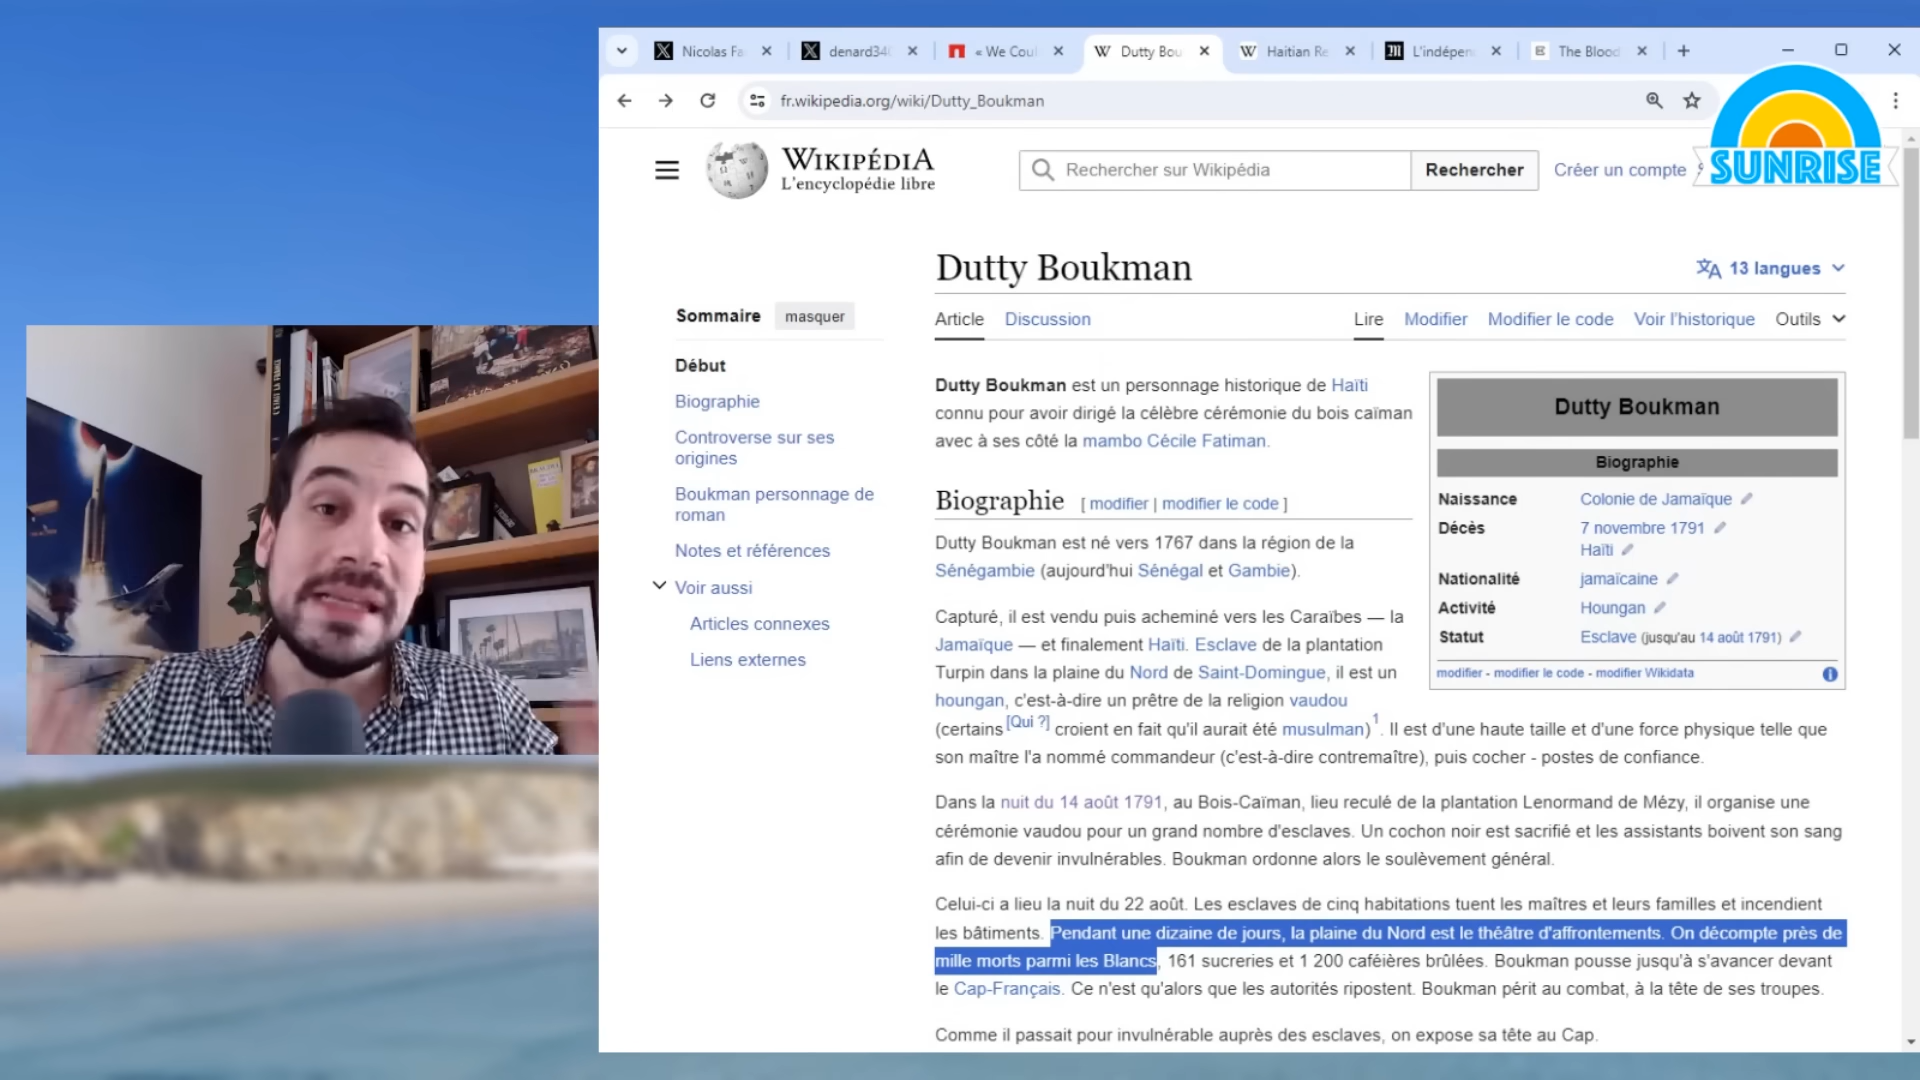 Nicolas Fa
denard34
« We Cou
Dutty Bou
Haitian Re
L'indépen
The Blood
fr.wikipedia.org/wiki/Dutty_Boukman
SUNRISE
WIKIPÉDIA
L'encyclopédie libre
Rechercher sur Wikipédia
Rechercher
Créer un compte
Dutty Boukman
13 langues
Sommaire
masquer
Article
Discussion
Lire
Modifier
Modifier le code
Voir l'historique
Outils
Début
Biographie
Controverse sur ses
origines
Boukman personnage de
roman
Notes et références
Voir aussi
Articles connexes
Liens externes
Dutty Boukman est un personnage historique de Haïti
connu pour avoir dirigé la célèbre cérémonie du bois caïman
avec à ses côté la mambo Cécile Fatiman.
Biographie [ modifier | modifier le code ]
Dutty Boukman est né vers 1767 dans la région de la
Sénégambie (aujourd'hui Sénégal et Gambie).
Capturé, il est vendu puis acheminé vers les Caraïbes — la
Jamaïque — et finalement Haïti. Esclave de la plantation
Turpin dans la plaine du Nord de Saint-Domingue, il est un
houngan, c'est-à-dire un prêtre de la religion vaudou
(certains [Qui ?] croient en fait qu'il aurait été musulman)1. Il est d'une haute taille et d'une force physique telle que
son maître l'a nommé commandeur (c'est-à-dire contremaître), puis cocher - postes de confiance.
Dans la nuit du 14 août 1791, au Bois-Caïman, lieu reculé de la plantation Lenormand de Mézy, il organise une
cérémonie vaudou pour un grand nombre d'esclaves. Un cochon noir est sacrifié et les assistants boivent son sang
afin de devenir invulnérables. Boukman ordonne alors le soulèvement général.
Celui-ci a lieu la nuit du 22 août. Les esclaves de cinq habitations tuent les maîtres et leurs familles et incendient
les bâtiments. Pendant une dizaine de jours, la plaine du Nord est le théâtre d'affrontements. On décompte près de
mille morts parmi les Blancs, 161 sucreries et 1 200 caféières brûlées. Boukman pousse jusqu'à s'avancer devant
le Cap-Français. Ce n'est qu'alors que les autorités ripostent. Boukman périt au combat, à la tête de ses troupes.
Comme il passait pour invulnérable auprès des esclaves, on expose sa tête au Cap.
Dutty Boukman
Biographie
Naissance Colonie de Jamaïque
Décès 7 novembre 1791
Haïti
Nationalité jamaïcaine
Activité Houngan
Statut Esclave (jusqu'au 14 août 1791)
modifier - modifier le code - modifier Wikidata